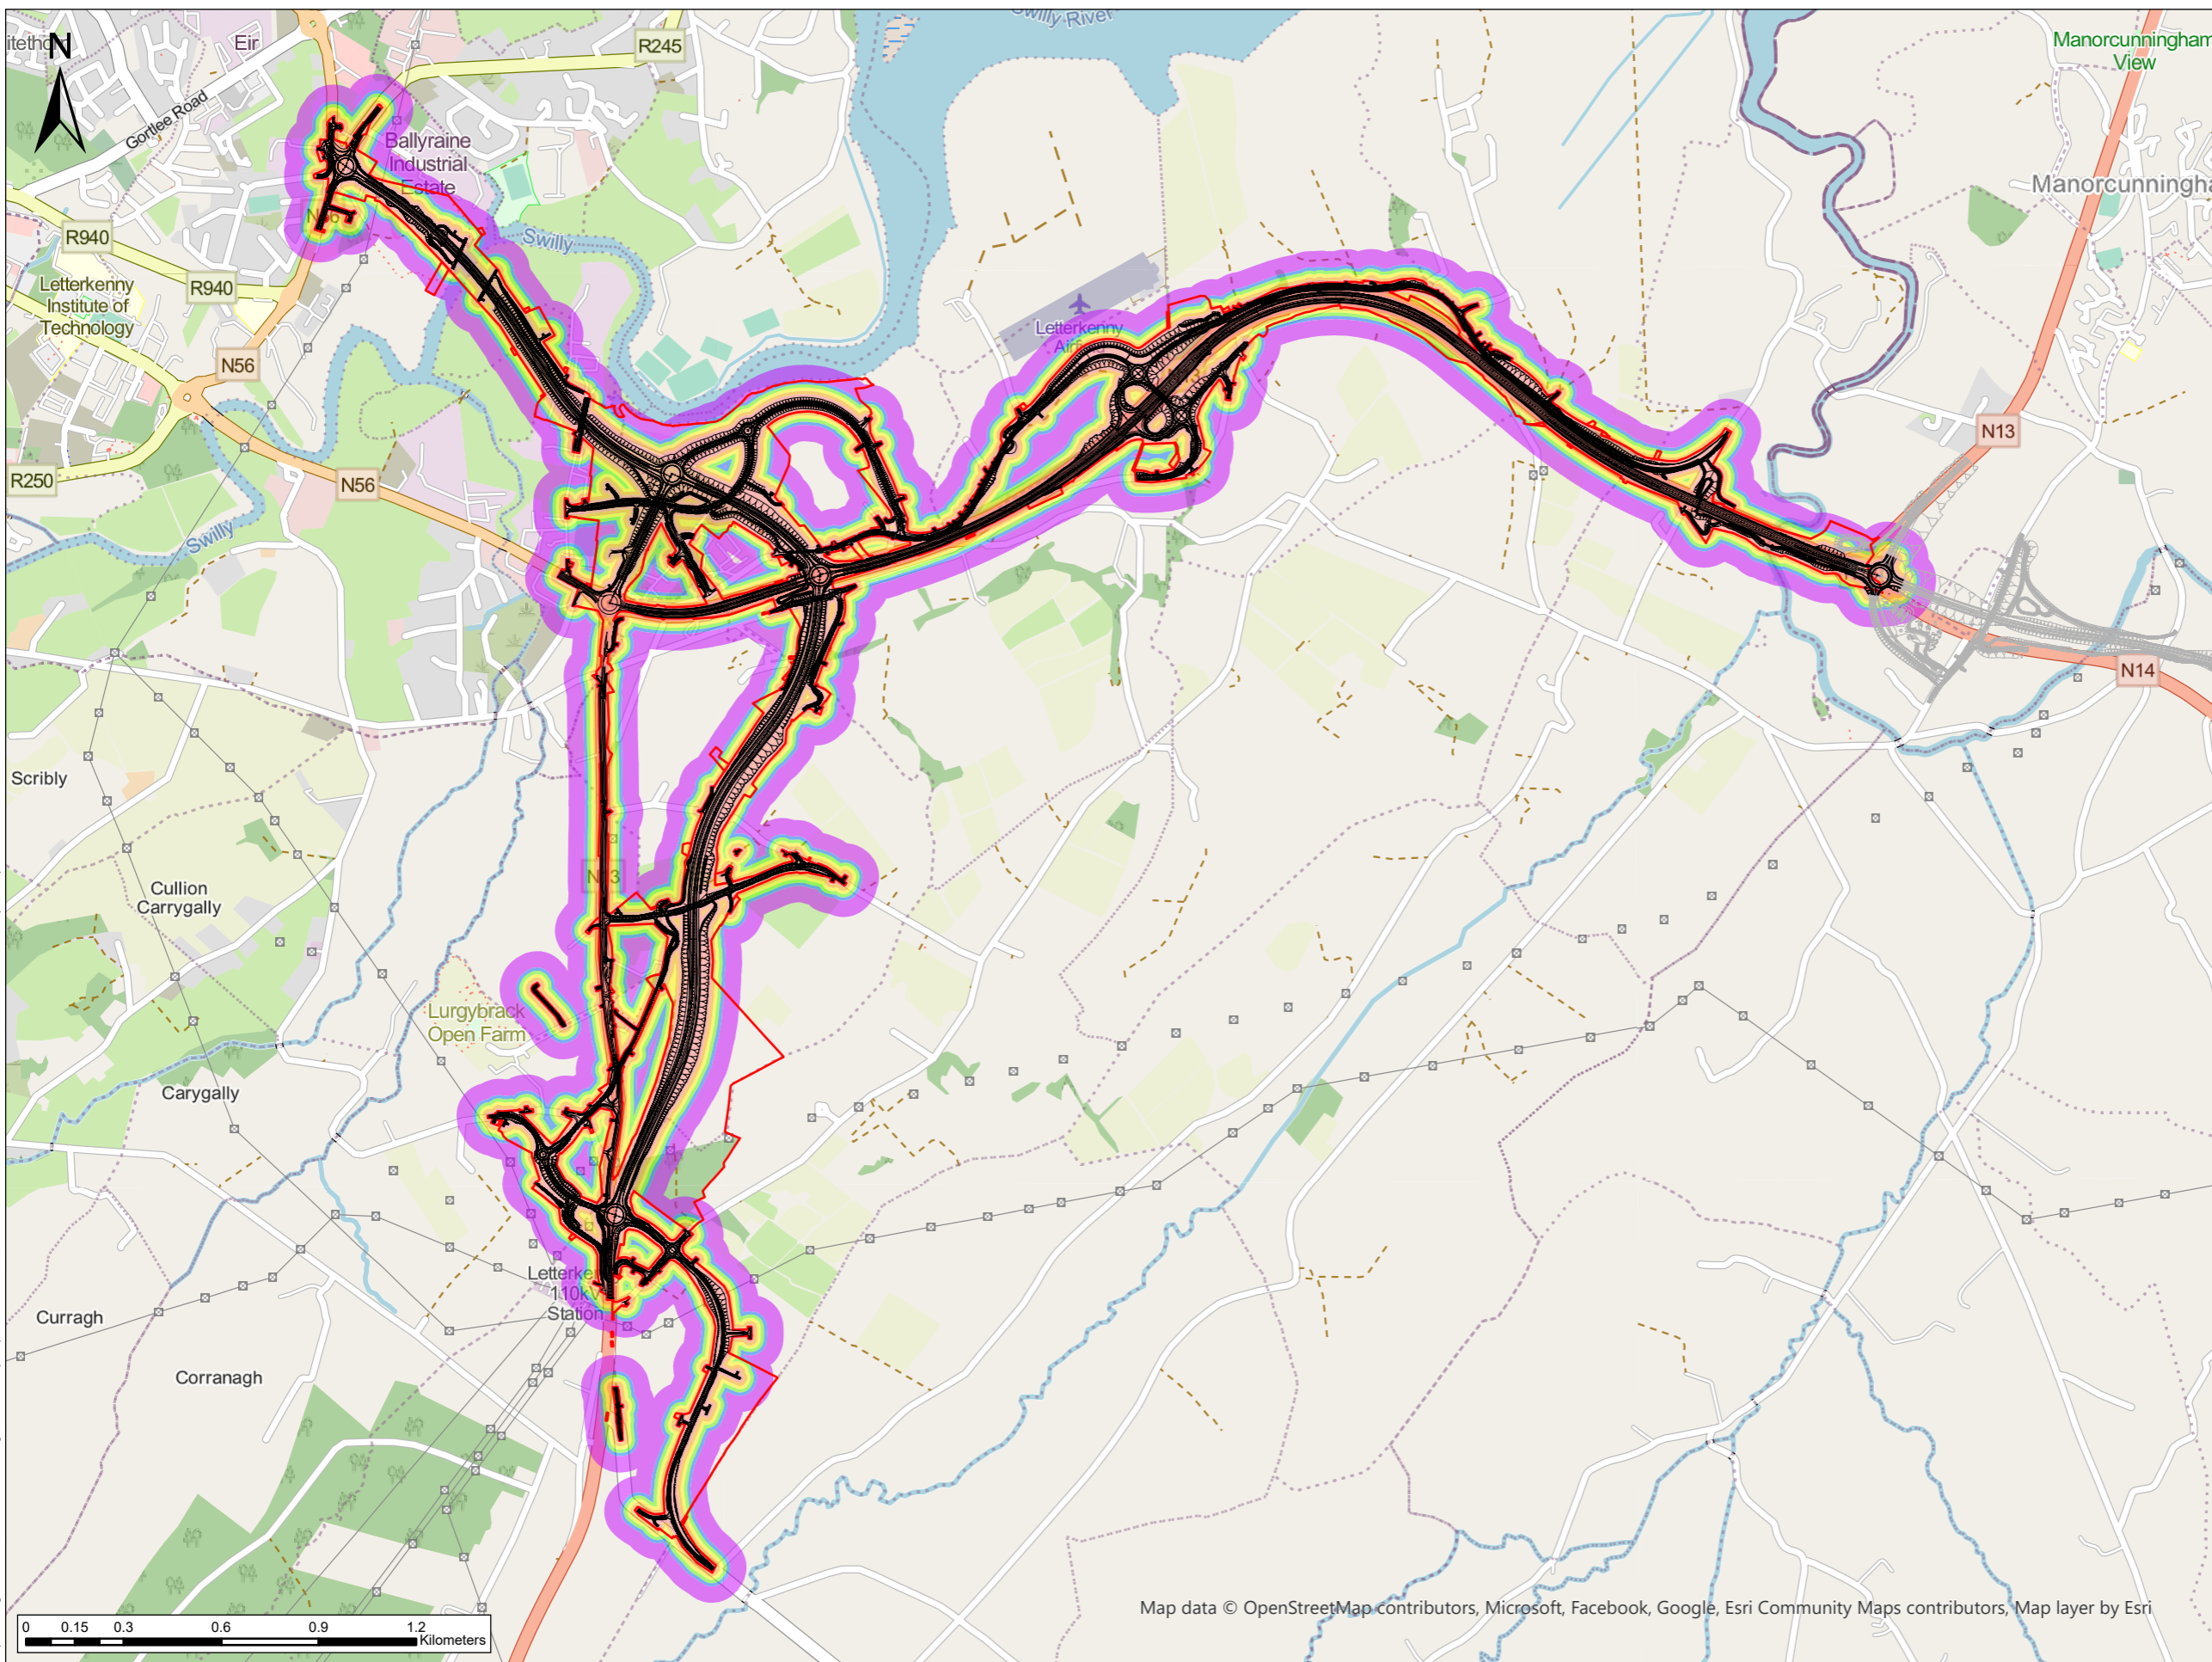 Swilly River
Manorcunningham
View
R245
Eir
N
Gortlee Road
Ballyraine
Industrial
Estate
Manorcunningha
R940
Swilly
Letterkenny
Institute of
Technology
R940
Letterkenny
N56
N13
R250
N56
Swilly
N14
Scribly
Cullion
Carrygally
Lurgybrack
Open Farm
Carygally
110kV
Station
Curragh
Corranagh
Map data © OpenStreetMap contributors, Microsoft, Facebook, Google, Esri Community Maps contributors, Map layer by Esri
0 0.15 0.3 0.6 0.9 1.2
Kilometers